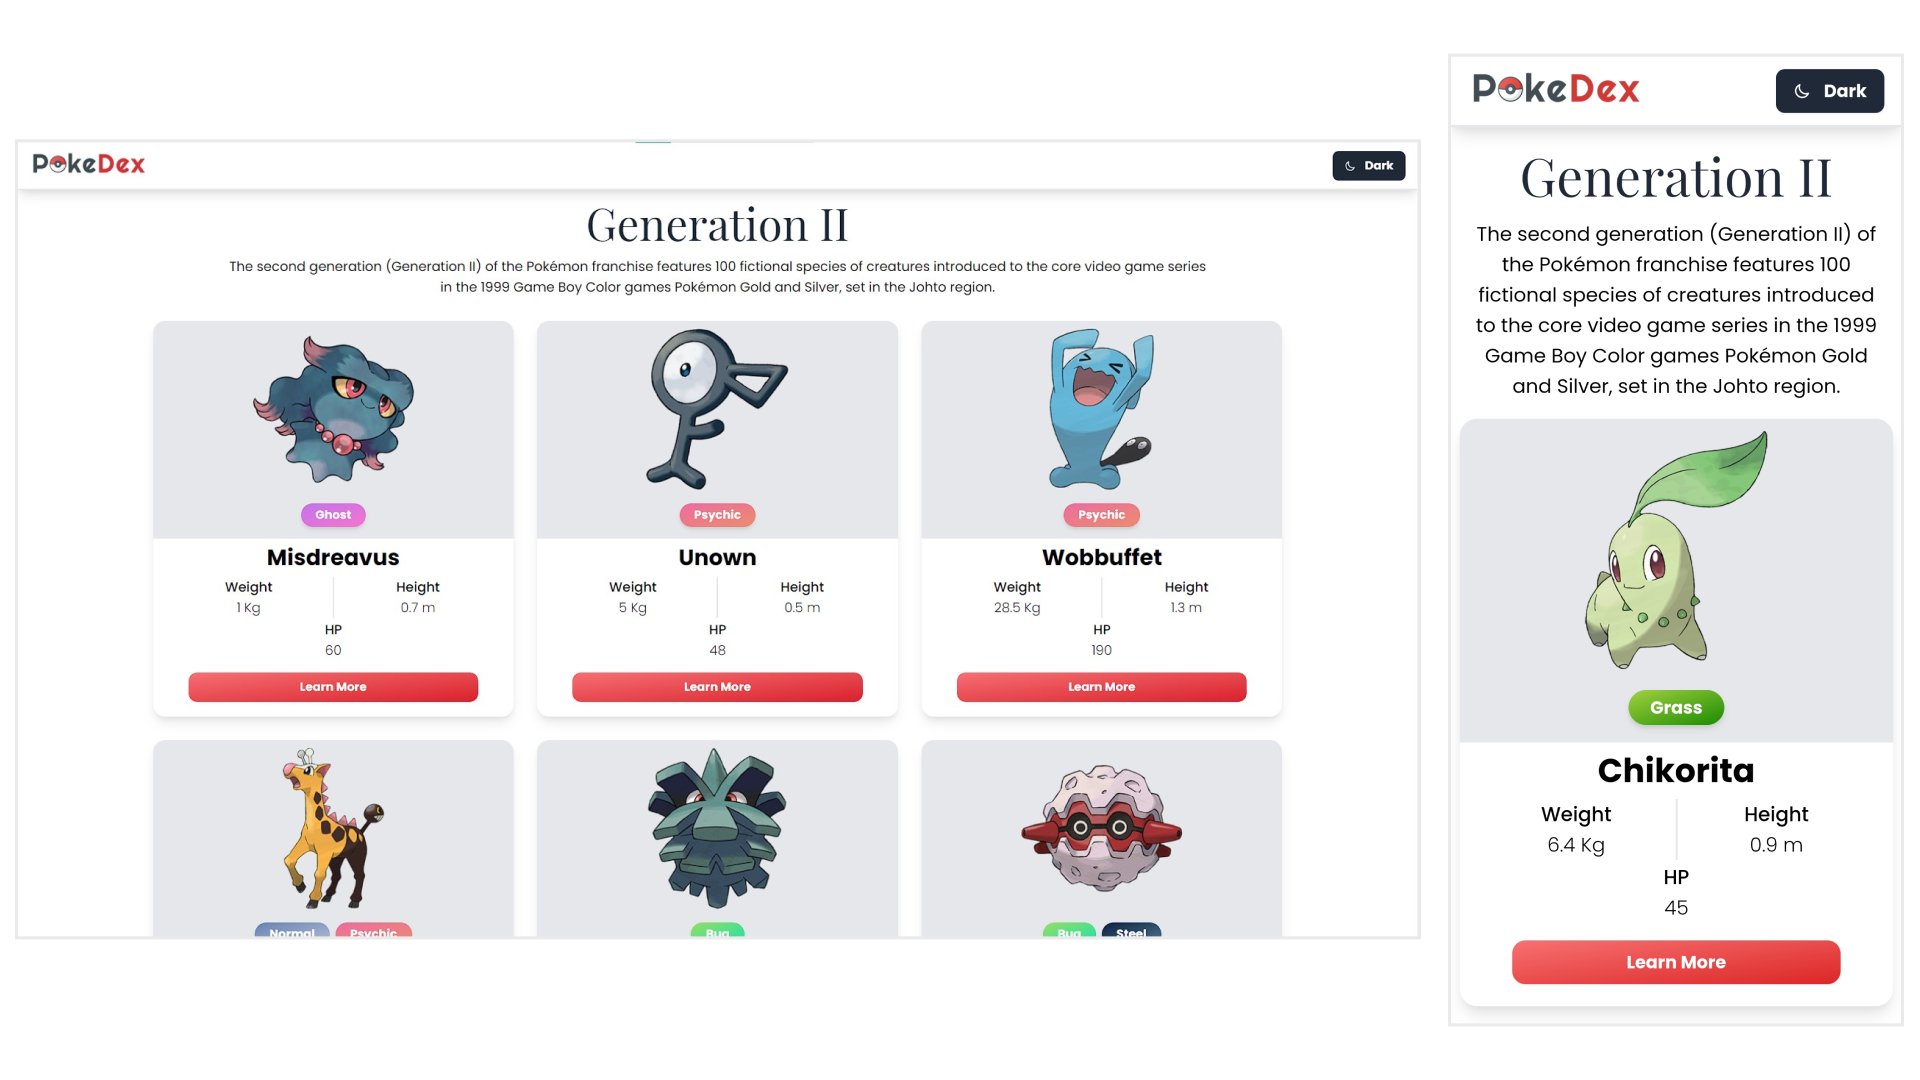 PokeDex
Dark
Generation II
The second generation (Generation II) of the Pokémon franchise features 100 fictional species of creatures introduced to the core video game series
in the 1999 Game Boy Color games Pokémon Gold and Silver, set in the Johto region.
Ghost
Misdreavus
Weight Height
1 Kg 0.7 m
HP
60
Learn More
Psychic
Unown
Weight Height
5 Kg 0.5 m
HP
48
Learn More
Psychic
Wobbuffet
Weight Height
28.5 Kg 1.3 m
HP
190
Learn More
Normal Psychic
Bug
Bug Steel
PokeDex
Dark
Generation II
The second generation (Generation II) of
the Pokémon franchise features 100
fictional species of creatures introduced
to the core video game series in the 1999
Game Boy Color games Pokémon Gold
and Silver, set in the Johto region.
Grass
Chikorita
Weight Height
6.4 Kg 0.9 m
HP
45
Learn More